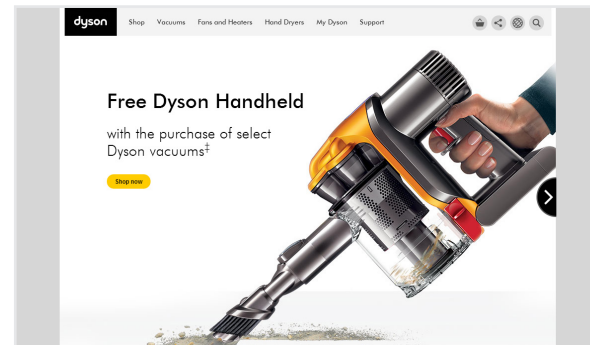 dyson
Shop Vacuums Fans and Heaters Hand Dryers My Dyson Support
Free Dyson Handheld
with the purchase of select
Dyson vacuums‡
Shop now